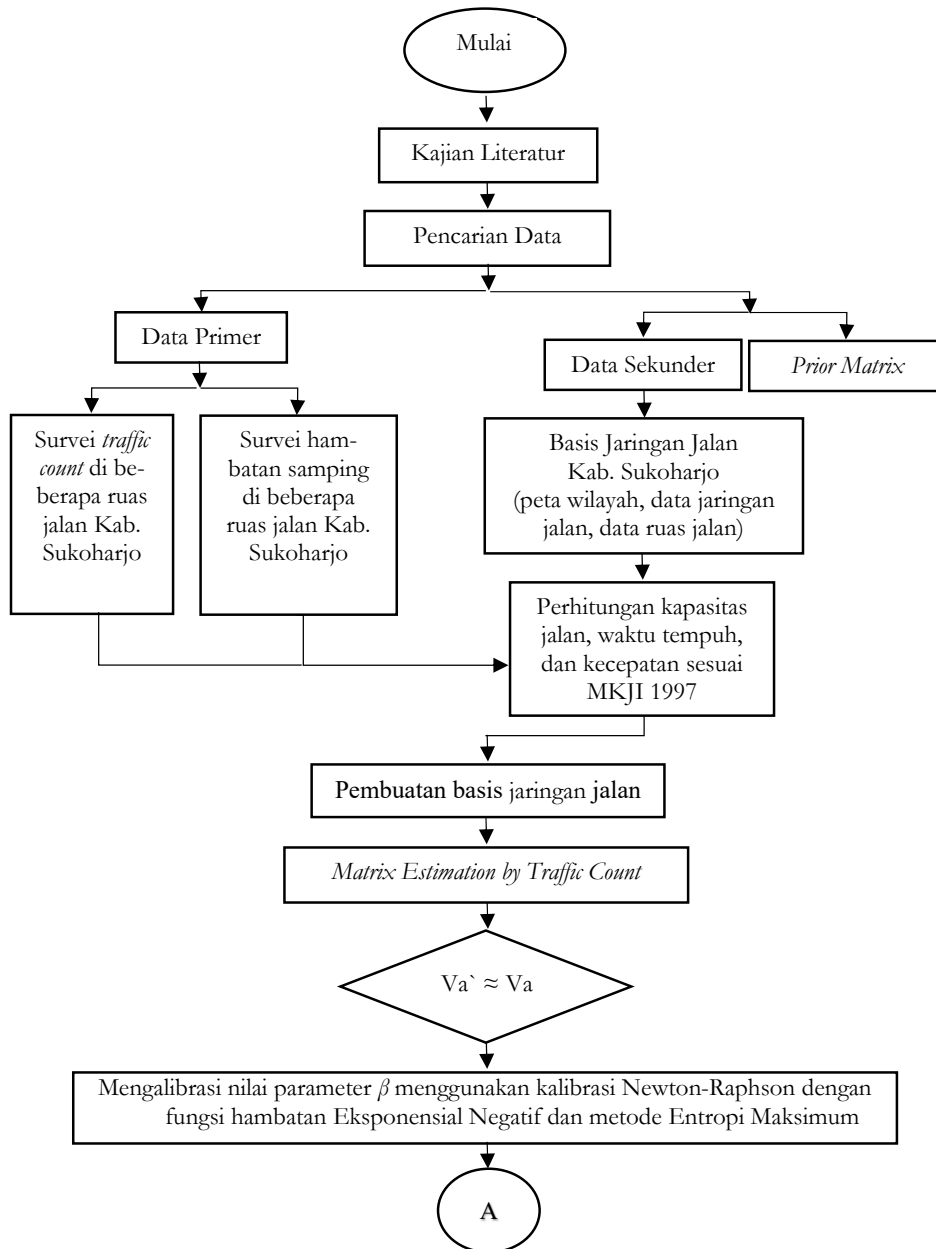 Mulai
Kajian Literatur
Pencarian Data
Data Primer
Data Sekunder
Prior Matrix
Survei traffic
count di be-
berapa ruas
jalan Kab.
Sukoharjo
Survei ham-
batan samping
di beberapa
ruas jalan Kab.
Sukoharjo
Basis Jaringan Jalan
Kab. Sukoharjo
(peta wilayah, data jaringan
jalan, data ruas jalan)
Perhitungan kapasitas
jalan, waktu tempuh,
dan kecepatan sesuai
MKJI 1997
Pembuatan basis jaringan jalan
Matrix Estimation by Traffic Count
Va` ≈ Va
Mengalibrasi nilai parameter β menggunakan kalibrasi Newton-Raphson dengan
fungsi hambatan Eksponensial Negatif dan metode Entropi Maksimum
A